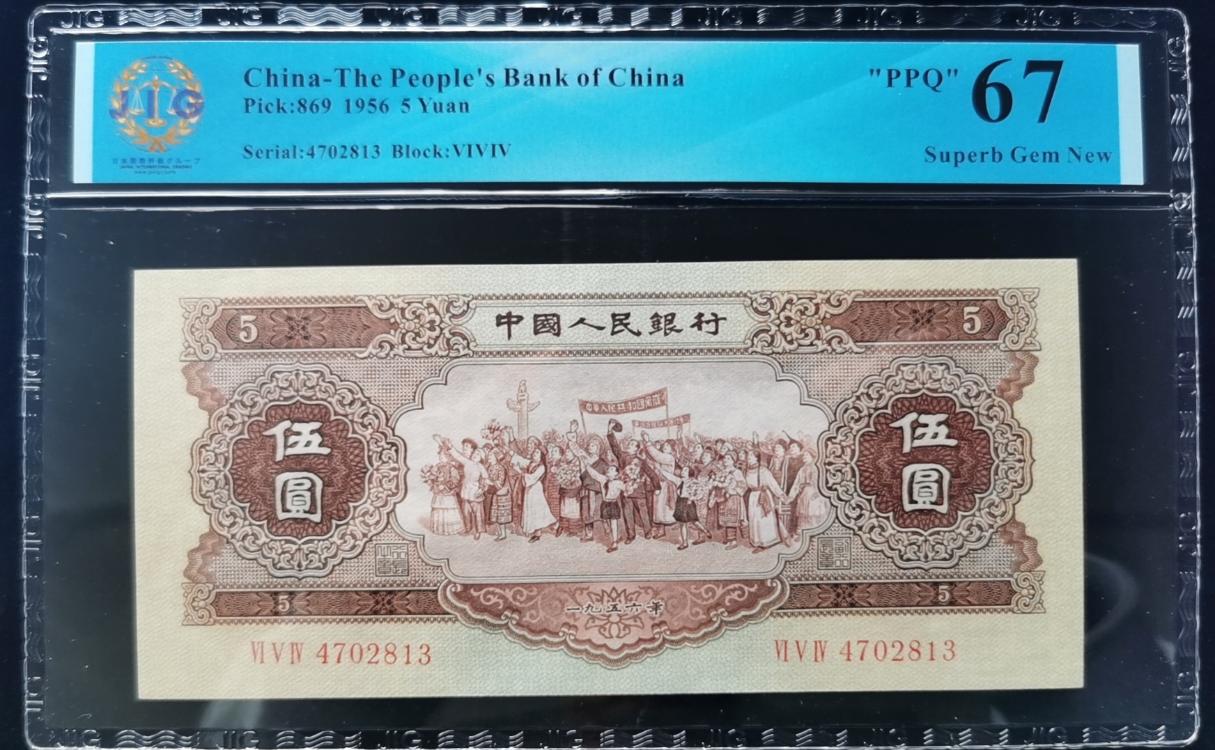 China-The People's Bank of China
Pick:869 1956 5 Yuan
Serial:4702813 Block:VIVIV
"PPQ" 67
Superb Gem New
JIG
5
中國人民銀行
5
伍圓
伍圓
5
一九五六年
5
VI V IV 4702813
VI V IV 4702813